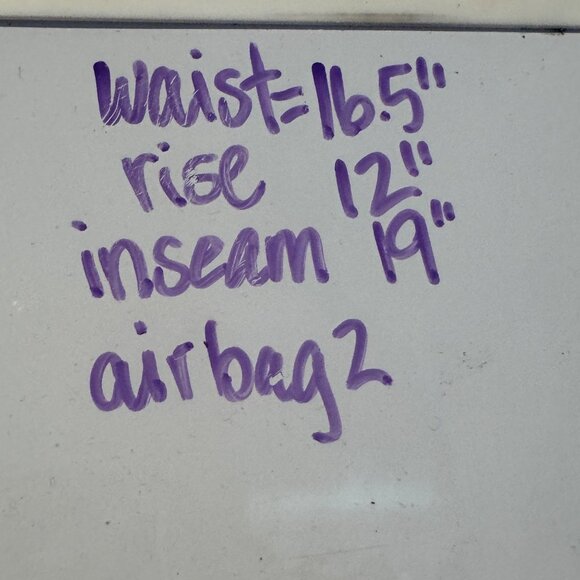 waist=16.5"
rise 12"
inseam 19"
airbag2